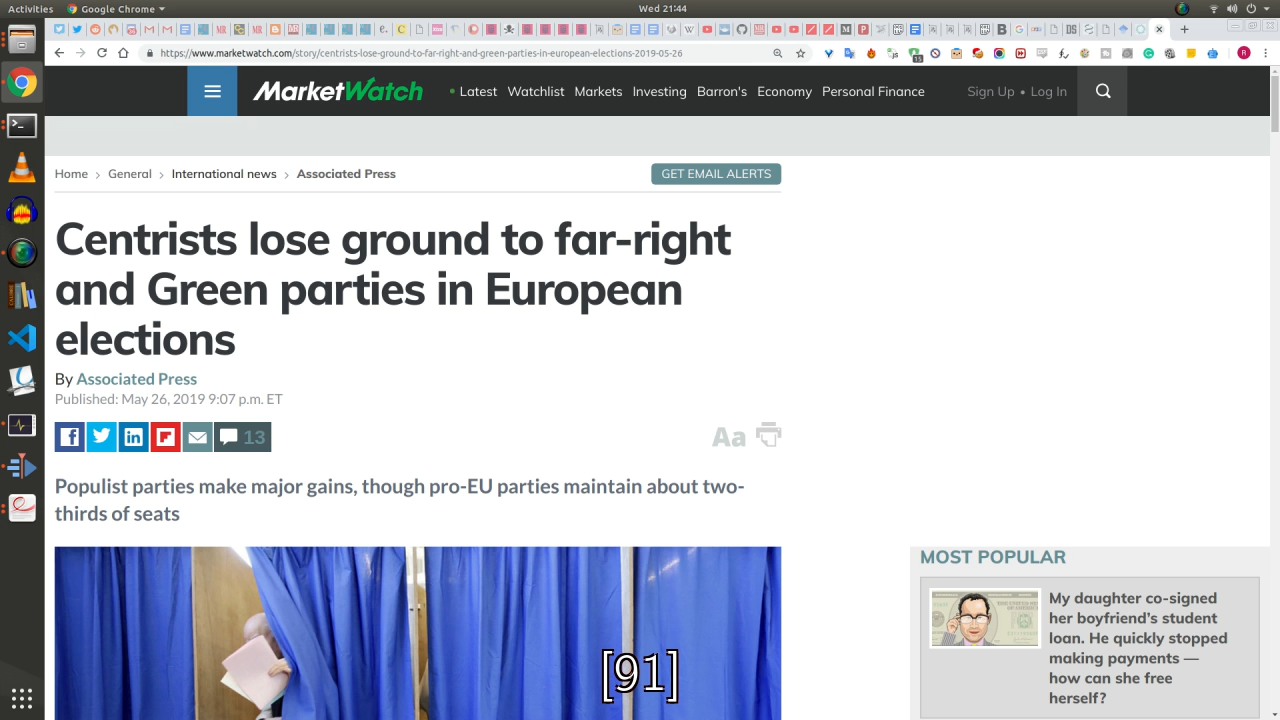 Activities
Google Chrome
Wed 21:44
https://www.marketwatch.com/story/centrists-lose-ground-to-far-right-and-green-parties-in-european-elections-2019-05-26
MarketWatch
Latest
Watchlist
Markets
Investing
Barron's
Economy
Personal Finance
Sign Up • Log In
Home > General > International news > Associated Press
GET EMAIL ALERTS
Centrists lose ground to far-right
and Green parties in European
elections
By Associated Press
Published: May 26, 2019 9:07 p.m. ET
13
Aa
Populist parties make major gains, though pro-EU parties maintain about two-
thirds of seats
MOST POPULAR
My daughter co-signed
her boyfriend's student
loan. He quickly stopped
making payments —
how can she free
herself?
[91]